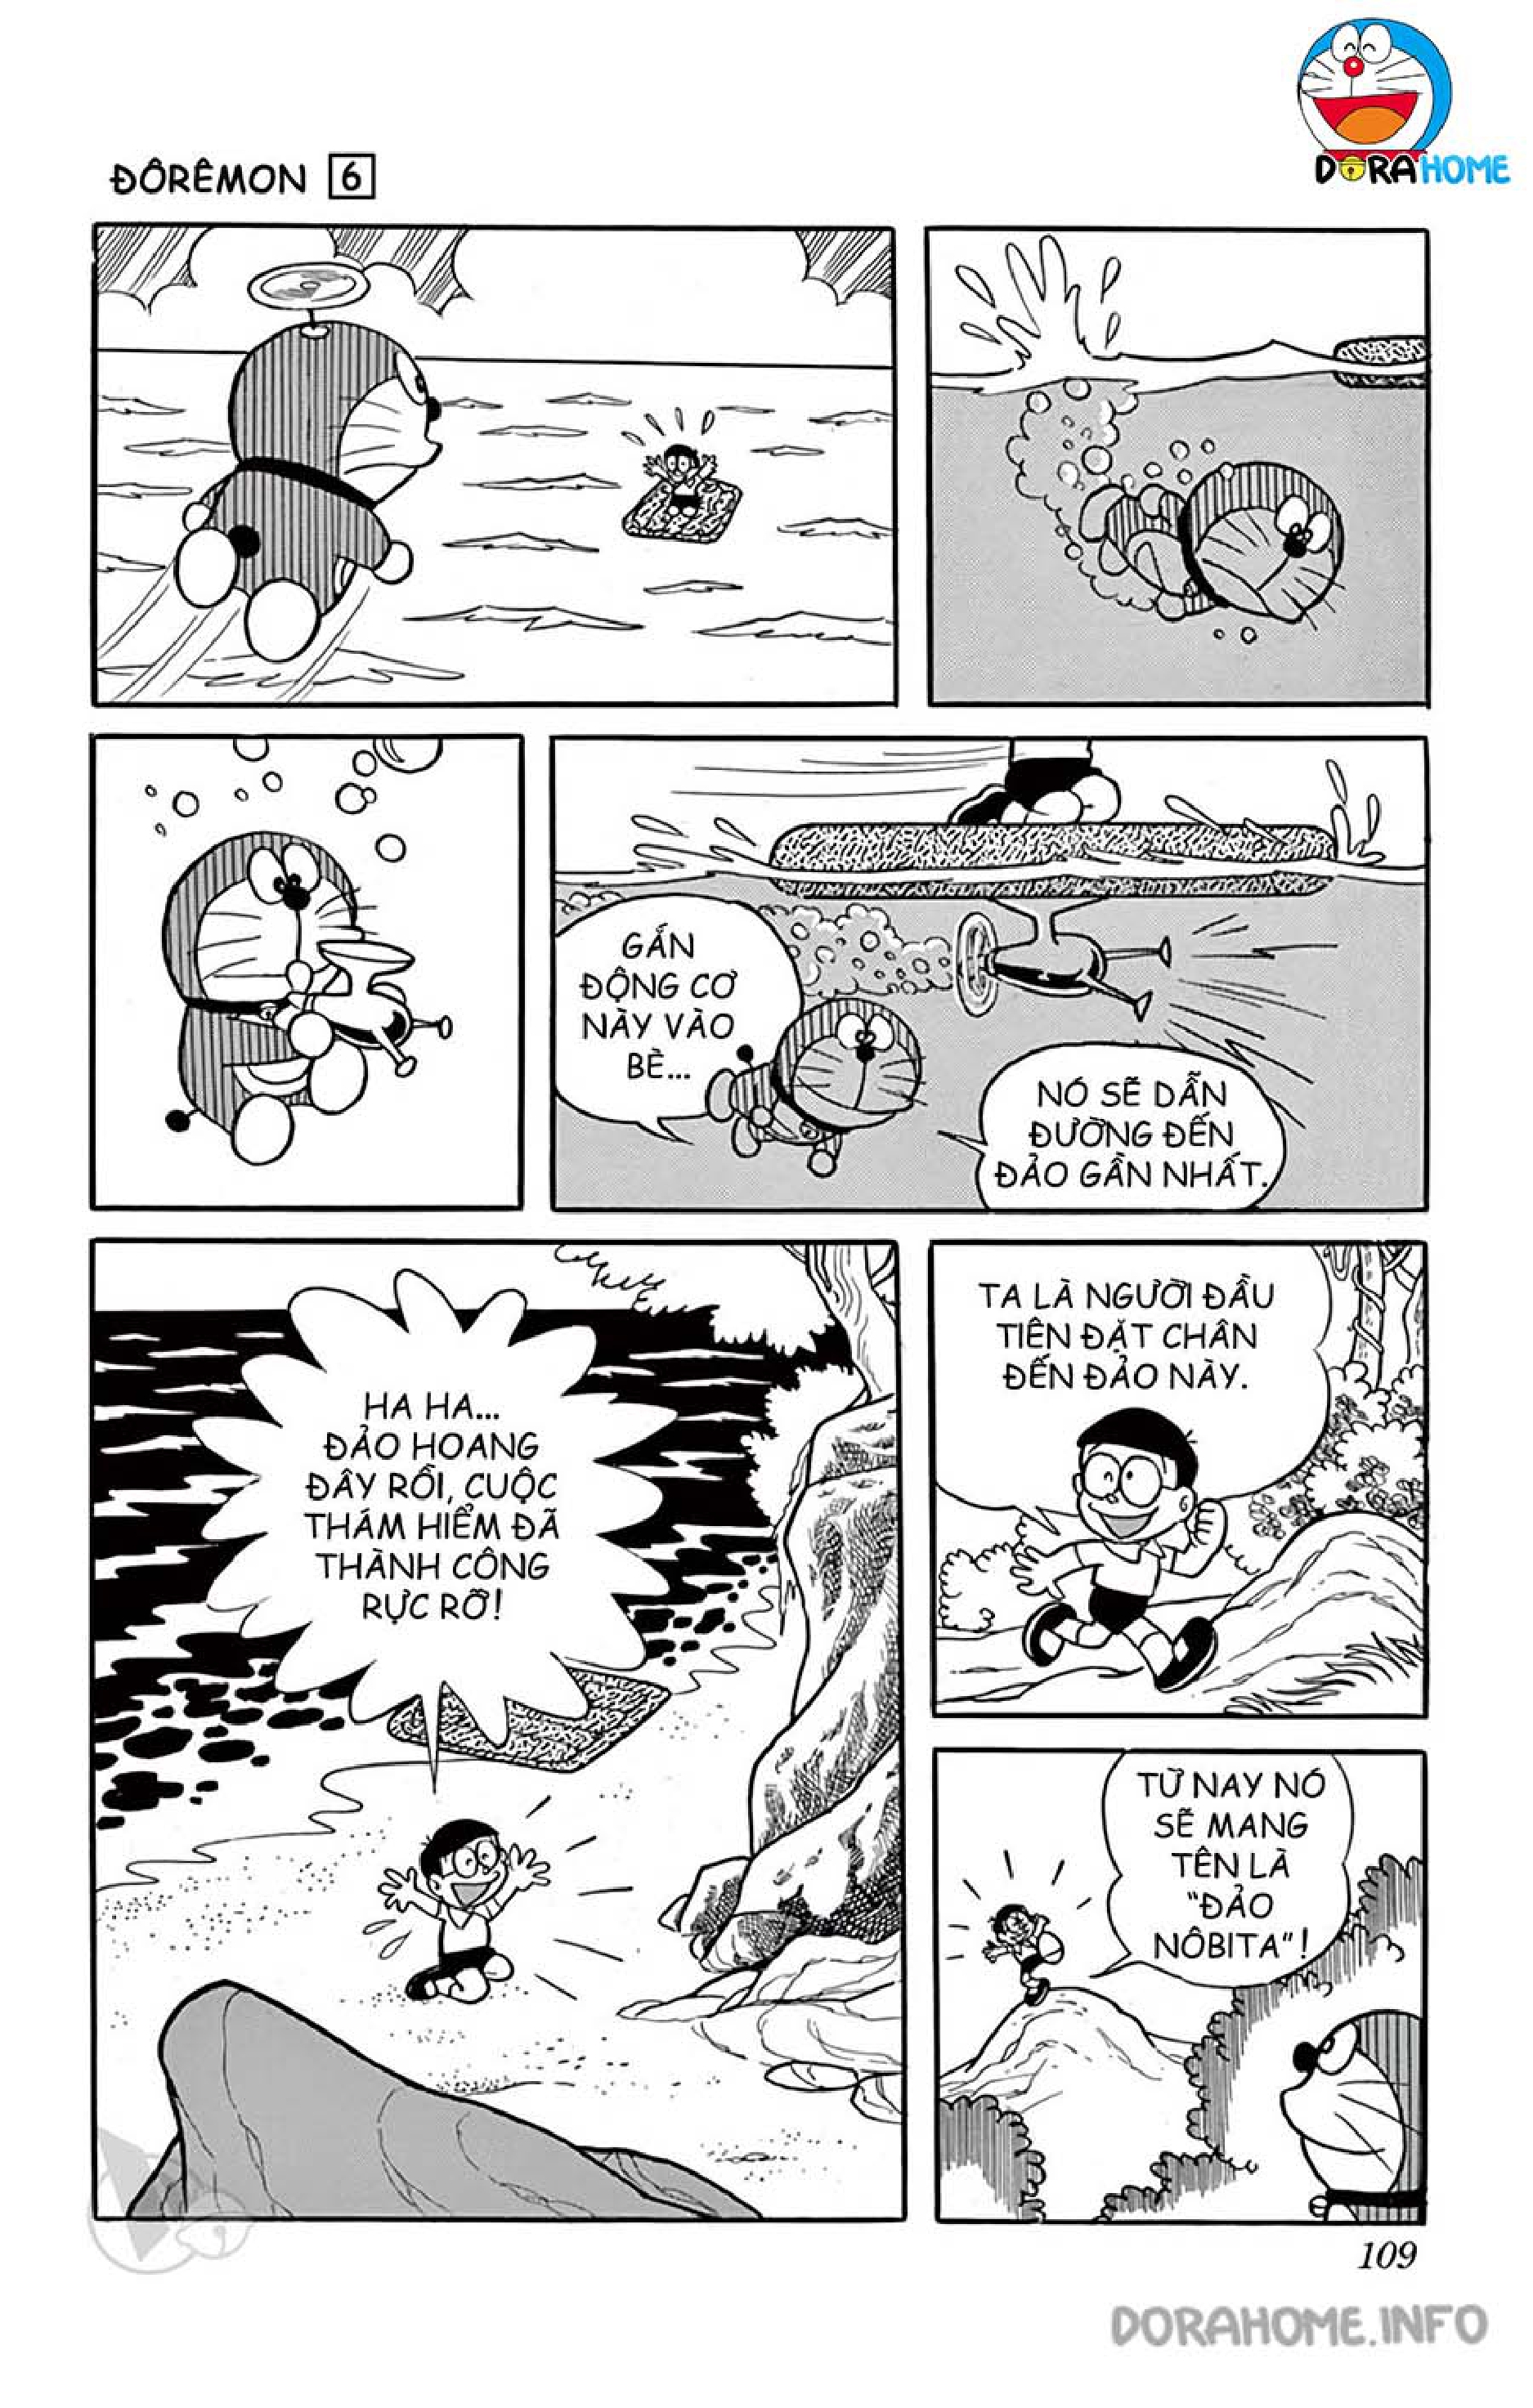 DORAHOME
ĐÔRÊMON 6
GẮN
ĐỘNG CƠ
NÀY VÀO
BÈ...
NÓ SẼ DẪN
ĐƯỜNG ĐẾN
ĐẢO GẦN NHẤT.
HA HA...
ĐẢO HOANG
ĐÂY RỒI, CUỘC
THÁM HIỂM ĐÃ
THÀNH CÔNG
RỰC RỠ!
TA LÀ NGƯỜI ĐẦU
TIÊN ĐẶT CHÂN
ĐẾN ĐẢO NÀY.
TỪ NAY NÓ
SẼ MANG
TÊN LÀ
"ĐẢO
NÔBITA"!
109
DORAHOME.INFO